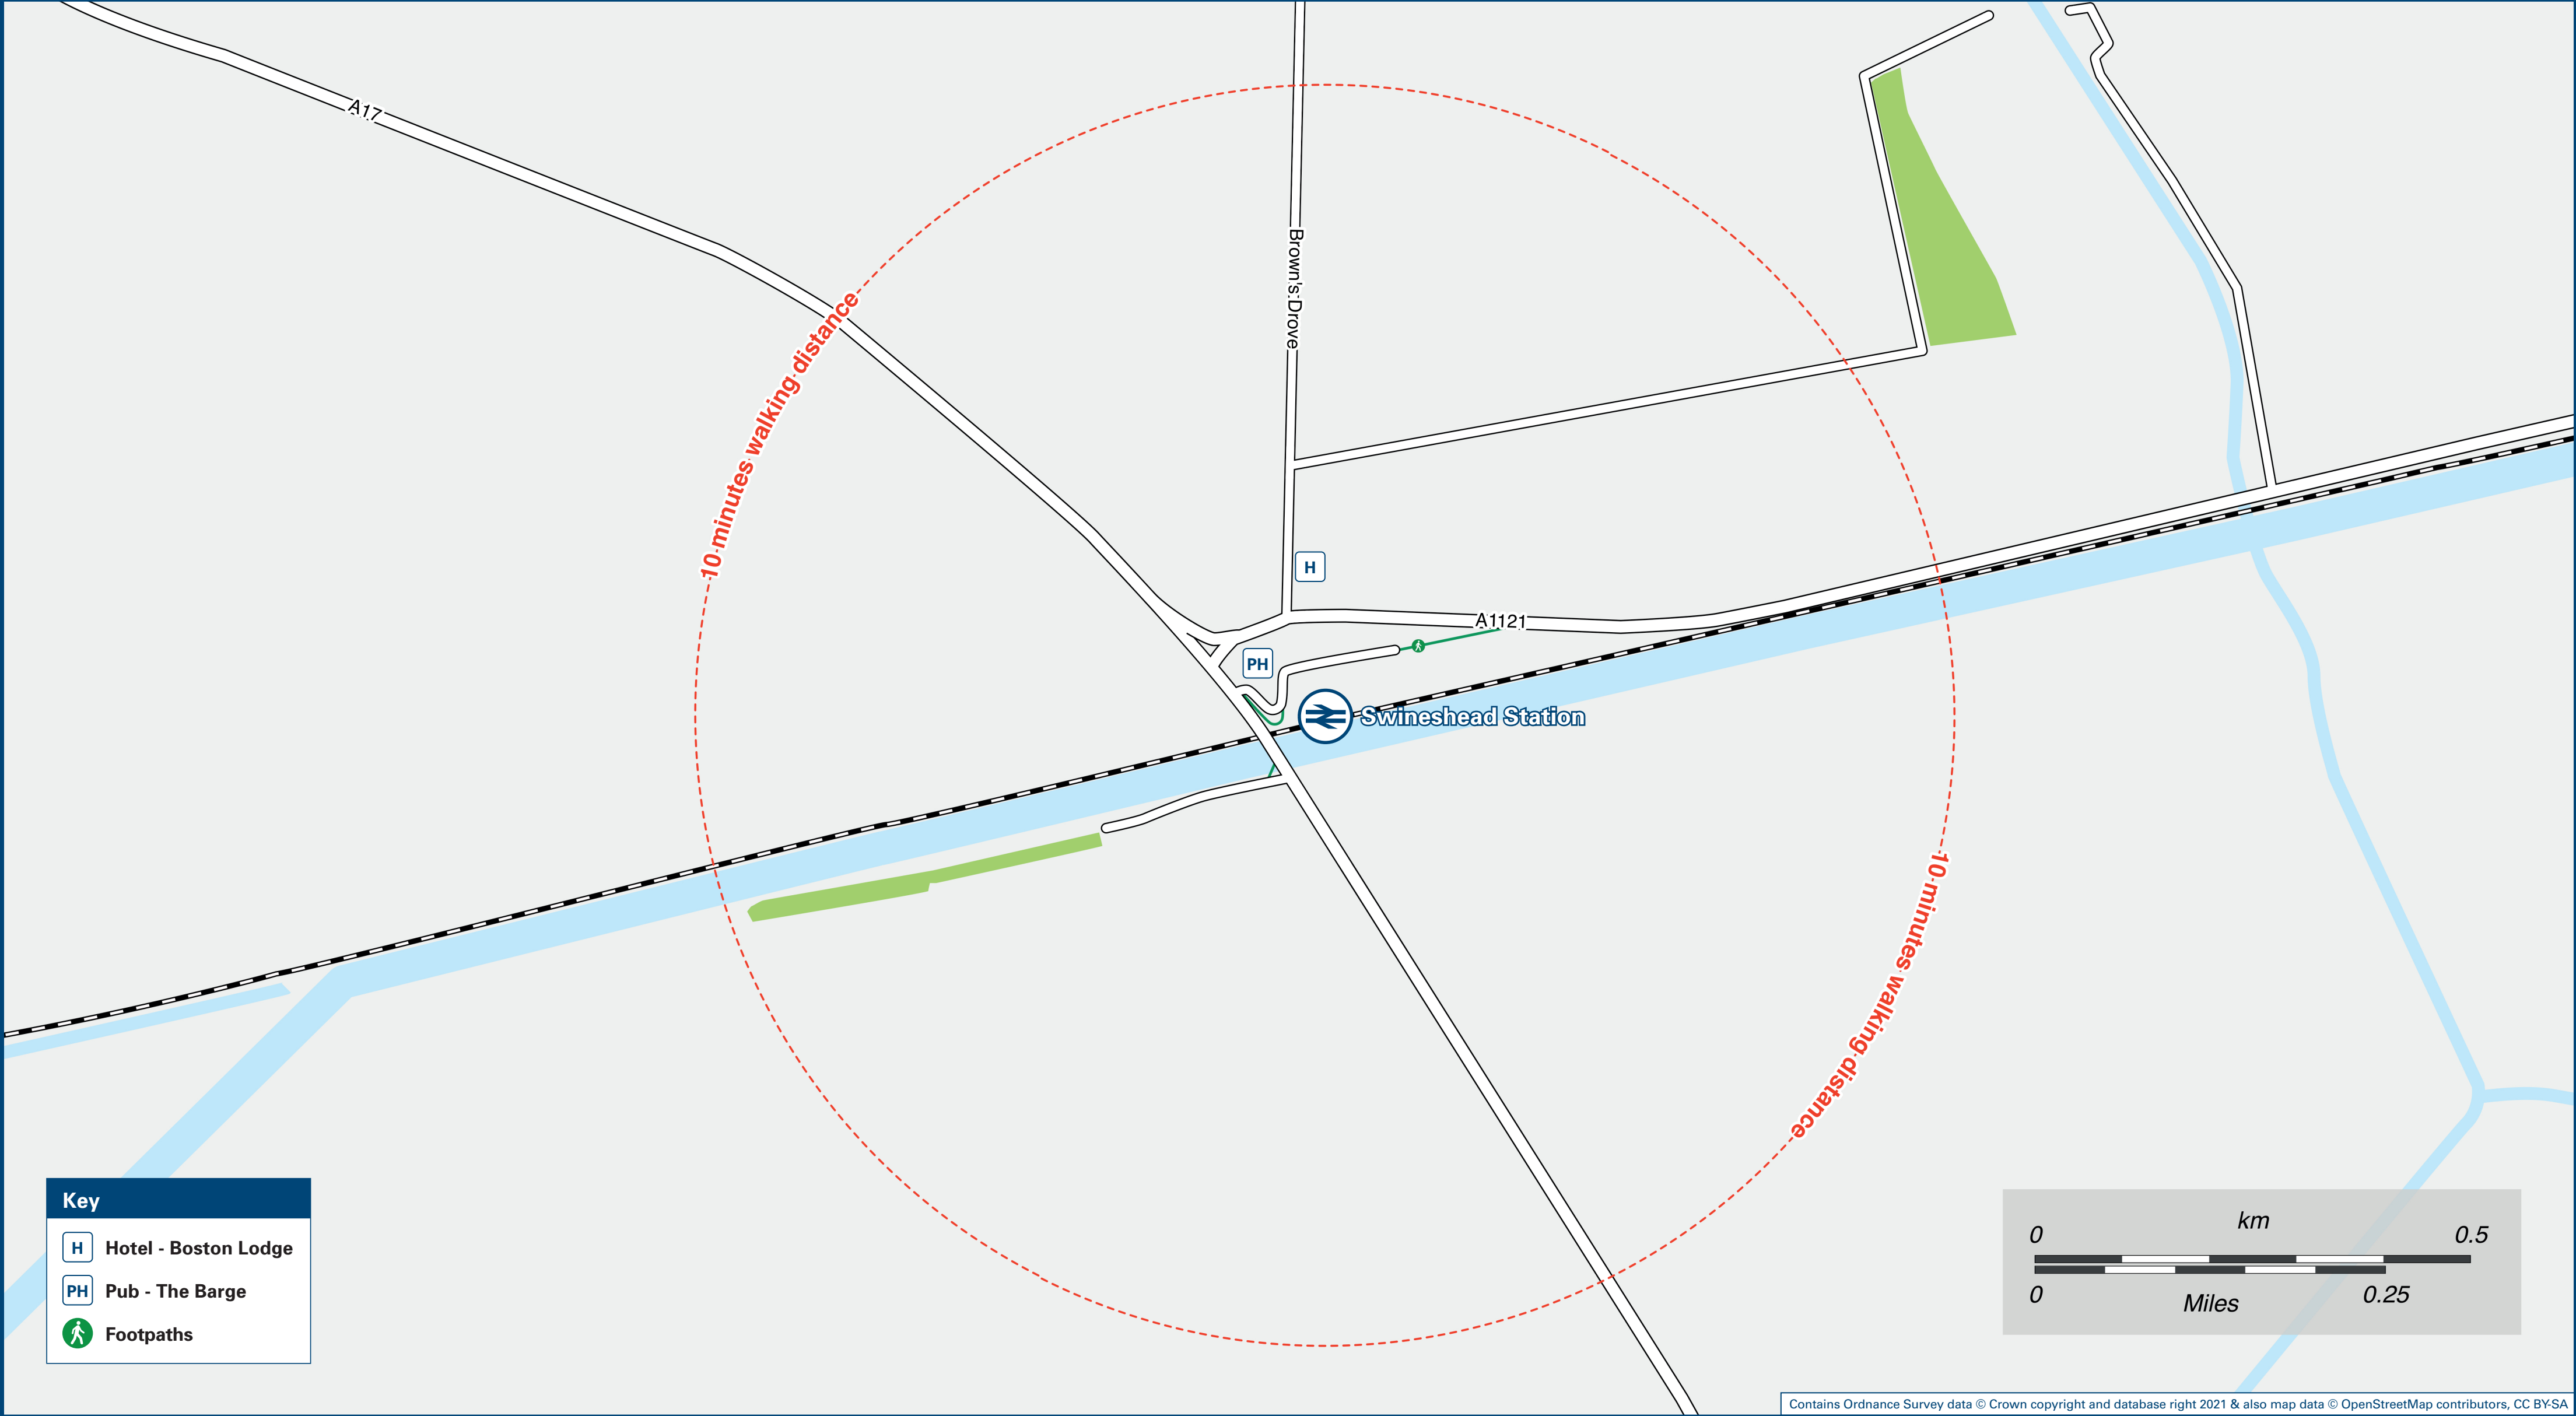 A17
Brown's Drove
10 minutes walking distance
H
A1121
PH
Swineshead Station
10 minutes walking distance
Key
H Hotel - Boston Lodge
PH Pub - The Barge
Footpaths
km
0 0.5
0 0.25
Miles
Contains Ordnance Survey data © Crown copyright and database right 2021 & also map data © OpenStreetMap contributors, CC BY-SA